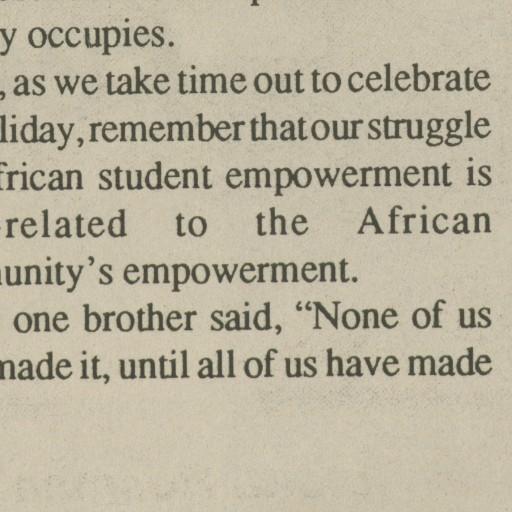 y occupies.
, as we take time out to celebrate
liday, remember that our struggle
frican student empowerment is
-related to the African
unity's empowerment.
one brother said, “None of us
made it, until all of us have made